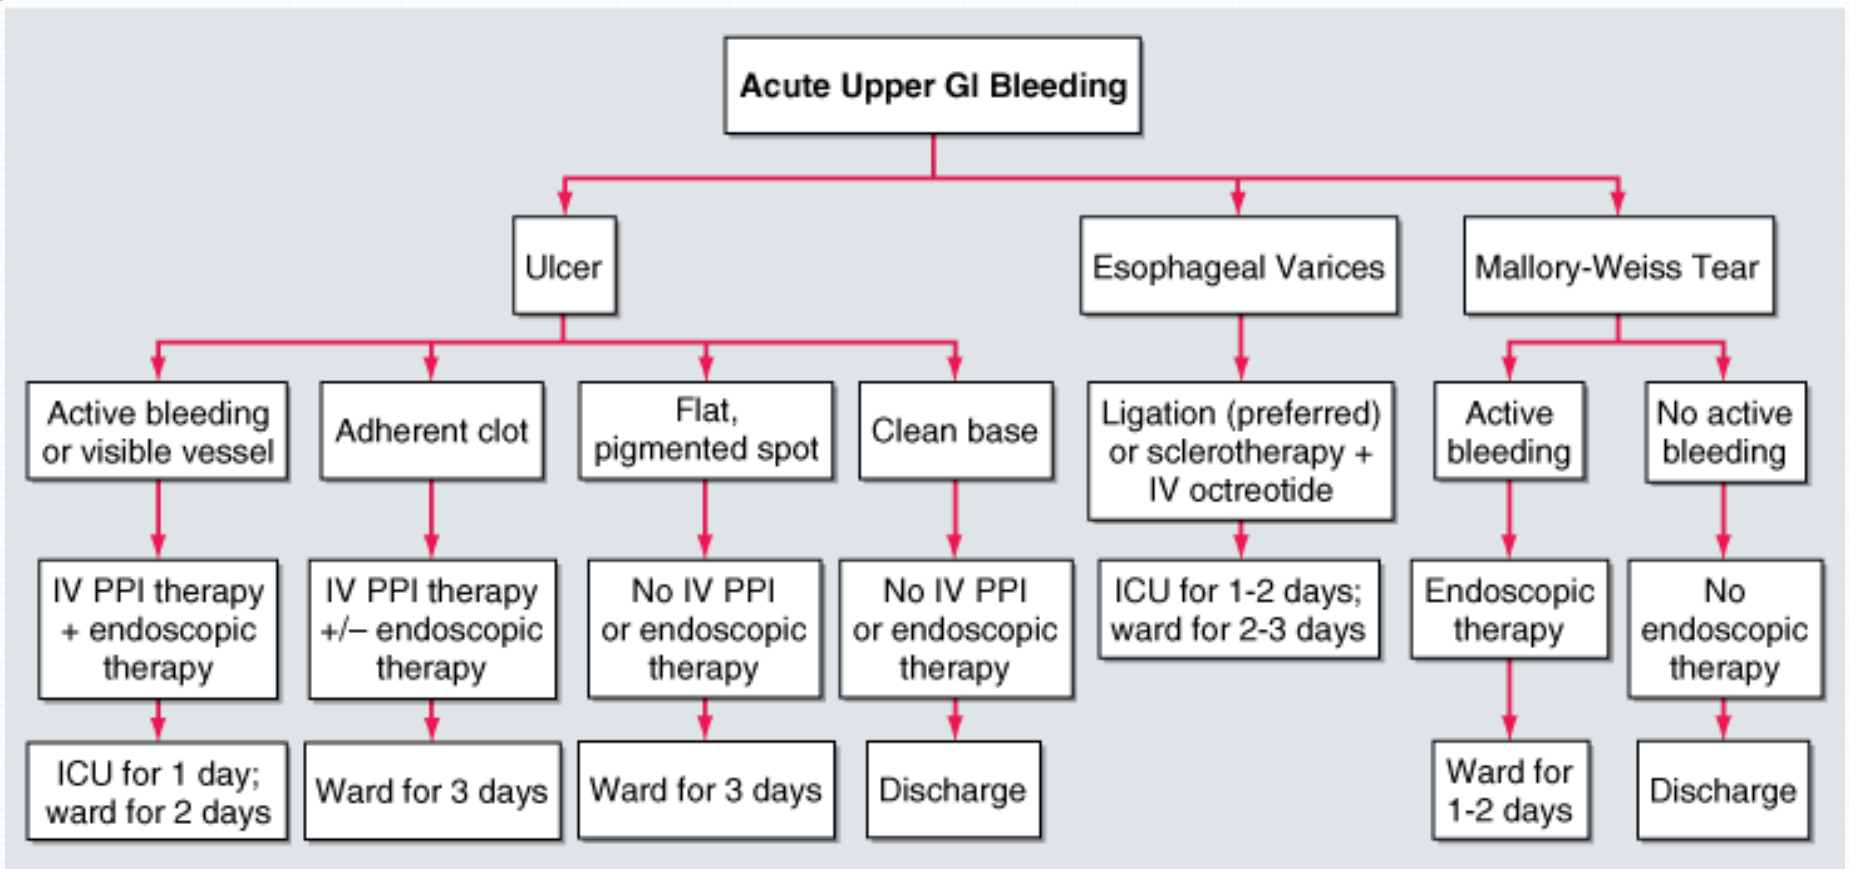 Acute Upper GI Bleeding
Ulcer
Esophageal Varices
Mallory-Weiss Tear
Active bleeding
or visible vessel
Adherent clot
Flat,
pigmented spot
Clean base
Ligation (preferred)
or sclerotherapy +
IV octreotide
Active
bleeding
No active
bleeding
IV PPI therapy
+ endoscopic
therapy
IV PPI therapy
+/– endoscopic
therapy
No IV PPI
or endoscopic
therapy
No IV PPI
or endoscopic
therapy
ICU for 1-2 days;
ward for 2-3 days
Endoscopic
therapy
No
endoscopic
therapy
ICU for 1 day;
ward for 2 days
Ward for 3 days
Ward for 3 days
Discharge
Ward for
1-2 days
Discharge